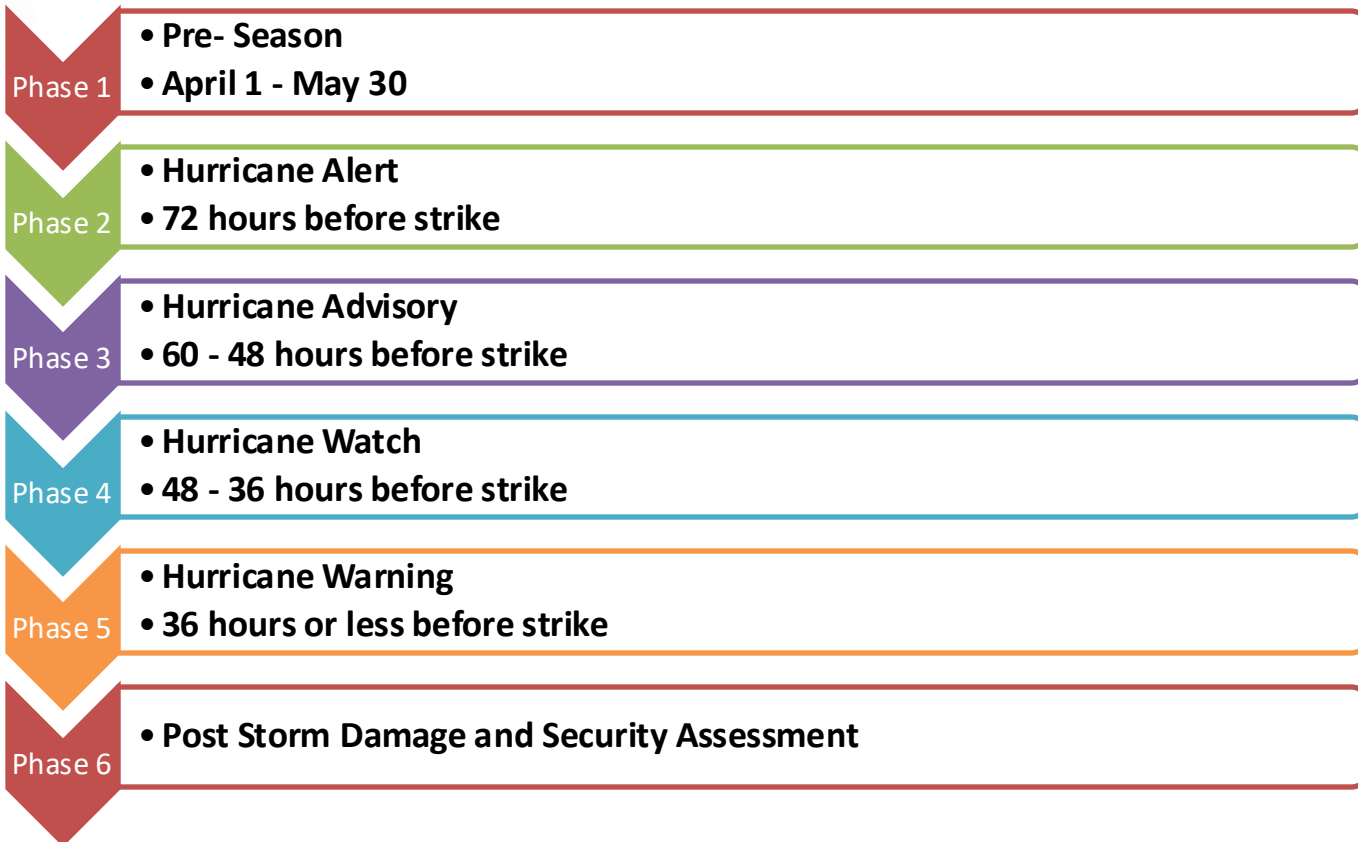 Phase 1
• Pre- Season
• April 1 - May 30
Phase 2
• Hurricane Alert
• 72 hours before strike
Phase 3
• Hurricane Advisory
• 60 - 48 hours before strike
Phase 4
• Hurricane Watch
• 48 - 36 hours before strike
Phase 5
• Hurricane Warning
• 36 hours or less before strike
Phase 6
• Post Storm Damage and Security Assessment